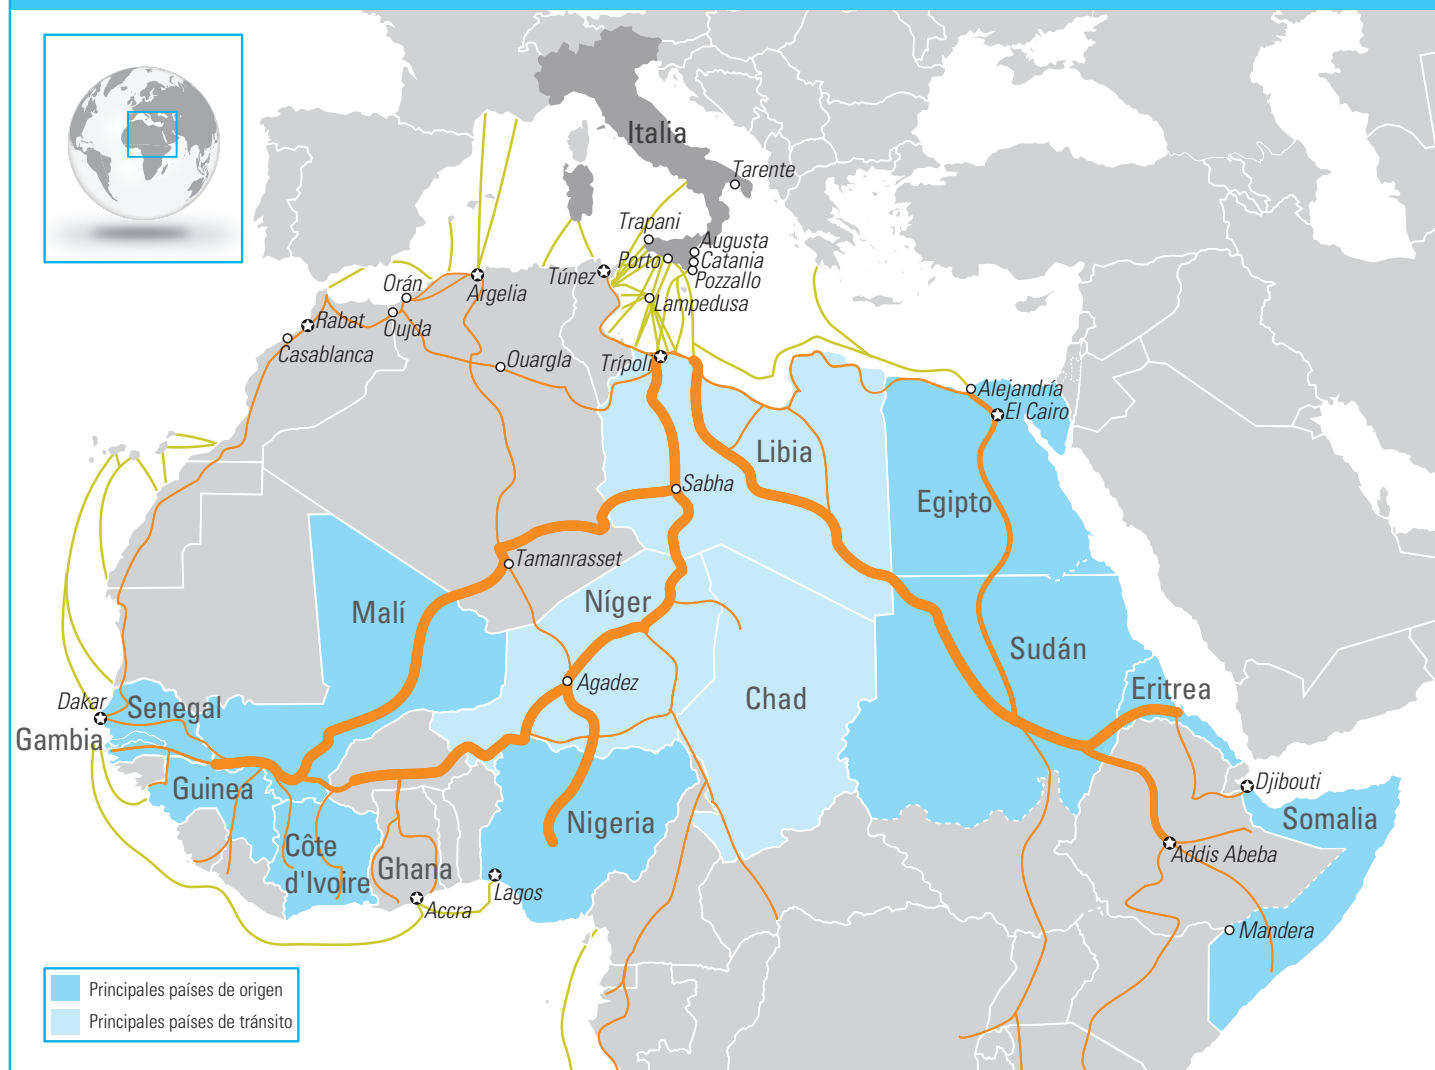 Italia
Tarente
Trapani
Augusta
Porto
Catania
Túnez
Pozzallo
Orán
Argelia
Lampedusa
Rabat
Oujda
Casablanca
Ouargla
Trípoli
Alejandría
El Cairo
Libia
Sabha
Egipto
Tamanrasset
Malí
Níger
Sudán
Agadez
Eritrea
Chad
Dakar
Senegal
Gambia
Guinea
Djibouti
Nigeria
Somalia
Côte
d'Ivoire
Ghana
Addis Abeba
Lagos
Accra
Mandera
Principales países de origen
Principales países de tránsito